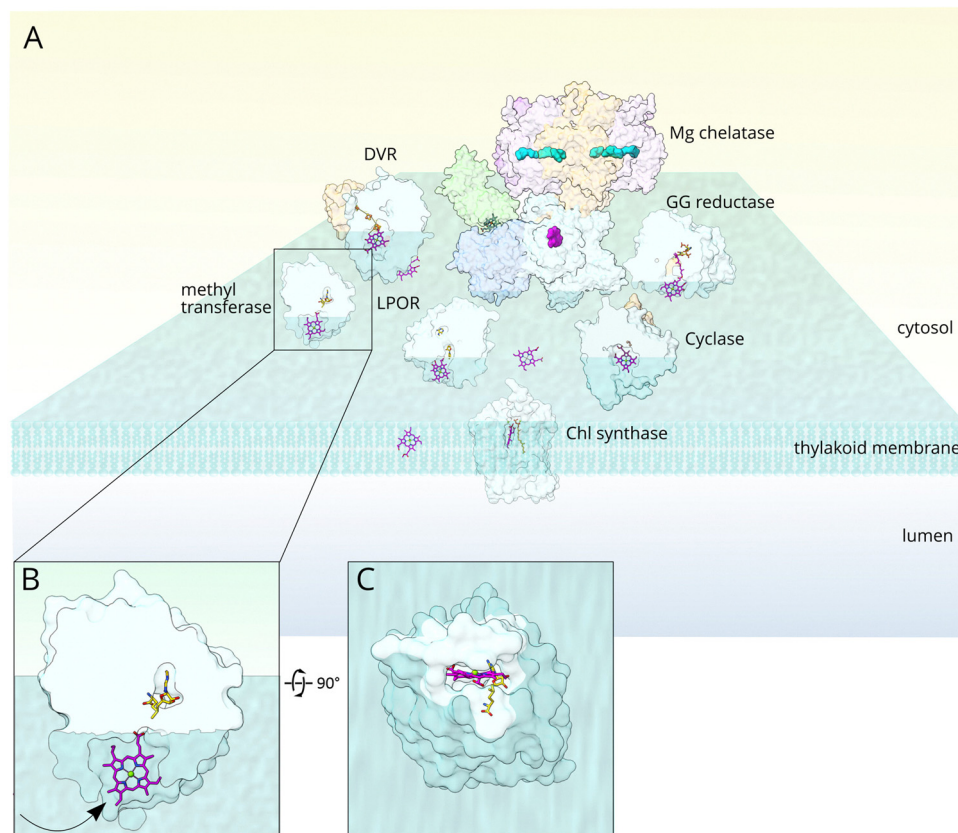 A
Mg chelatase
DVR
GG reductase
methyl
transferase
LPOR
cytosol
Cyclase
Chl synthase
thylakoid membrane
lumen
B
C
90°